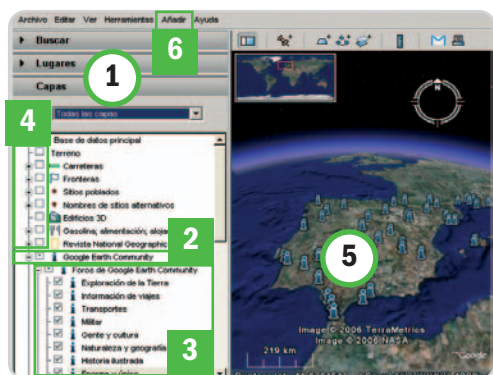 Archivo Editar Ver Herramientas Añadir Ayuda
6
Buscar
Lugares
1
Capas
4
Todas las capas
Base de datos principal
Terreno
Carreteras
Fronteras
Sitios poblados
Nombres de sitios alternativos
Edificios 3D
Gasolina, alimentación, aloja
Revista National Geographic
2
Google Earth Community
Foros de Google Earth Community
Exploración de la Tierra
Información de viajes
Transportes
Militar
Gente y cultura
Naturaleza y geografía
3
Historia ilustrada
N
5
Image © 2006 TerraMetrics
Image © 2006 NASA
219 km
Google